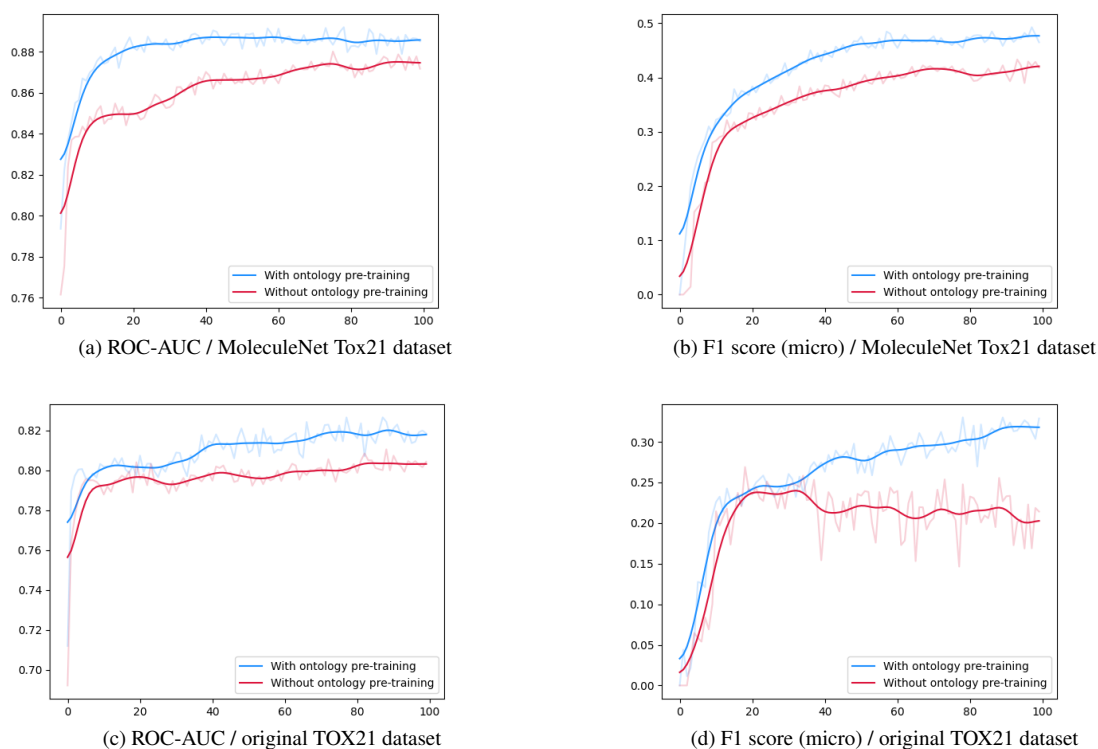 0.88
0.86
0.84
0.82
0.80
0.78
0.76
0 20 40 60 80 100
With ontology pre-training
Without ontology pre-training
(a) ROC-AUC / MoleculeNet Tox21 dataset
0.5
0.4
0.3
0.2
0.1
0.0
0 20 40 60 80 100
With ontology pre-training
Without ontology pre-training
(b) F1 score (micro) / MoleculeNet Tox21 dataset
0.82
0.80
0.78
0.76
0.74
0.72
0.70
0 20 40 60 80 100
With ontology pre-training
Without ontology pre-training
(c) ROC-AUC / original TOX21 dataset
0.30
0.25
0.20
0.15
0.10
0.05
0.00
0 20 40 60 80 100
With ontology pre-training
Without ontology pre-training
(d) F1 score (micro) / original TOX21 dataset